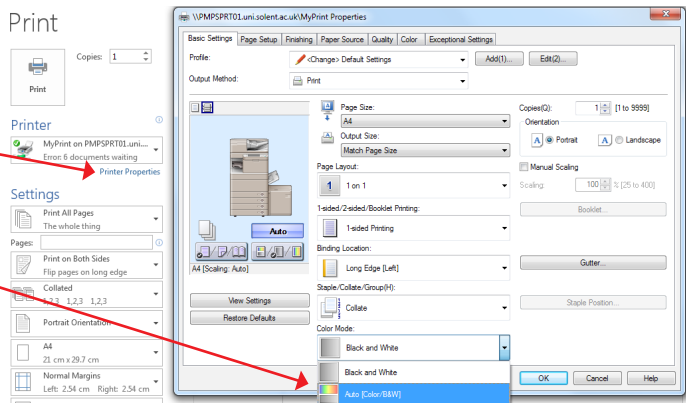 Print
Copies: 1
Print
Printer
MyPrint on PMPSPRT01.uni....
Error: 6 documents waiting
Printer Properties
Settings
Print All Pages
The whole thing
Pages:
Print on Both Sides
Flip pages on long edge
Collated
1,2,3 1,2,3 1,2,3
Portrait Orientation
A4
21 cm x 29.7 cm
Normal Margins
Left: 2.54 cm Right: 2.54 cm
\\PMPSPRT01.uni.solent.ac.uk\MyPrint Properties
Basic Settings Page Setup Finishing Paper Source Quality Color Exceptional Settings
Profile: <Change> Default Settings Add(1)... Edit(2)...
Output Method: Print
Auto
A4 [Scaling: Auto]
View Settings
Restore Defaults
Page Size:
A4
Output Size:
Match Page Size
Page Layout:
1 1 on 1
1-sided/2-sided/Booklet Printing:
1-sided Printing
Binding Location:
Long Edge [Left]
Staple/Collate/Group(H):
Collate
Color Mode:
Black and White
Black and White
Auto [Color/B&W]
Copies(Q): 1 [1 to 9999]
Orientation
A Portrait A Landscape
Manual Scaling
Scaling: 100 % [25 to 400]
Booklet...
Gutter...
Staple Position...
OK Cancel Help